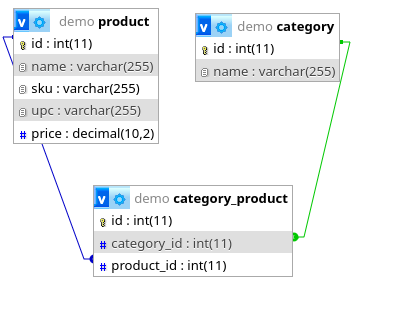 demo product
id : int(11)
name : varchar(255)
sku : varchar(255)
upc : varchar(255)
price : decimal(10,2)
demo category
id : int(11)
name : varchar(255)
demo category_product
id : int(11)
category_id : int(11)
product_id : int(11)